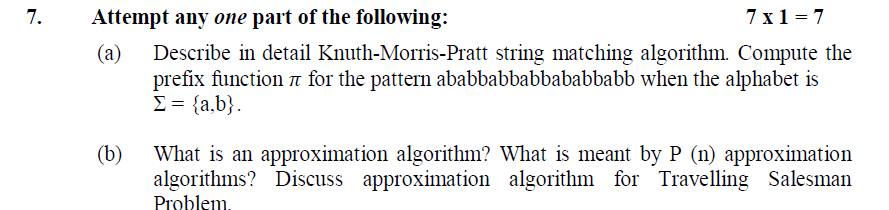 7. Attempt any one part of the following: 7 x 1 = 7
(a) Describe in detail Knuth-Morris-Pratt string matching algorithm. Compute the
prefix function π for the pattern ababbabbabbababbabb when the alphabet is
Σ = {a,b}.
(b) What is an approximation algorithm? What is meant by P (n) approximation
algorithms? Discuss approximation algorithm for Travelling Salesman
Problem.